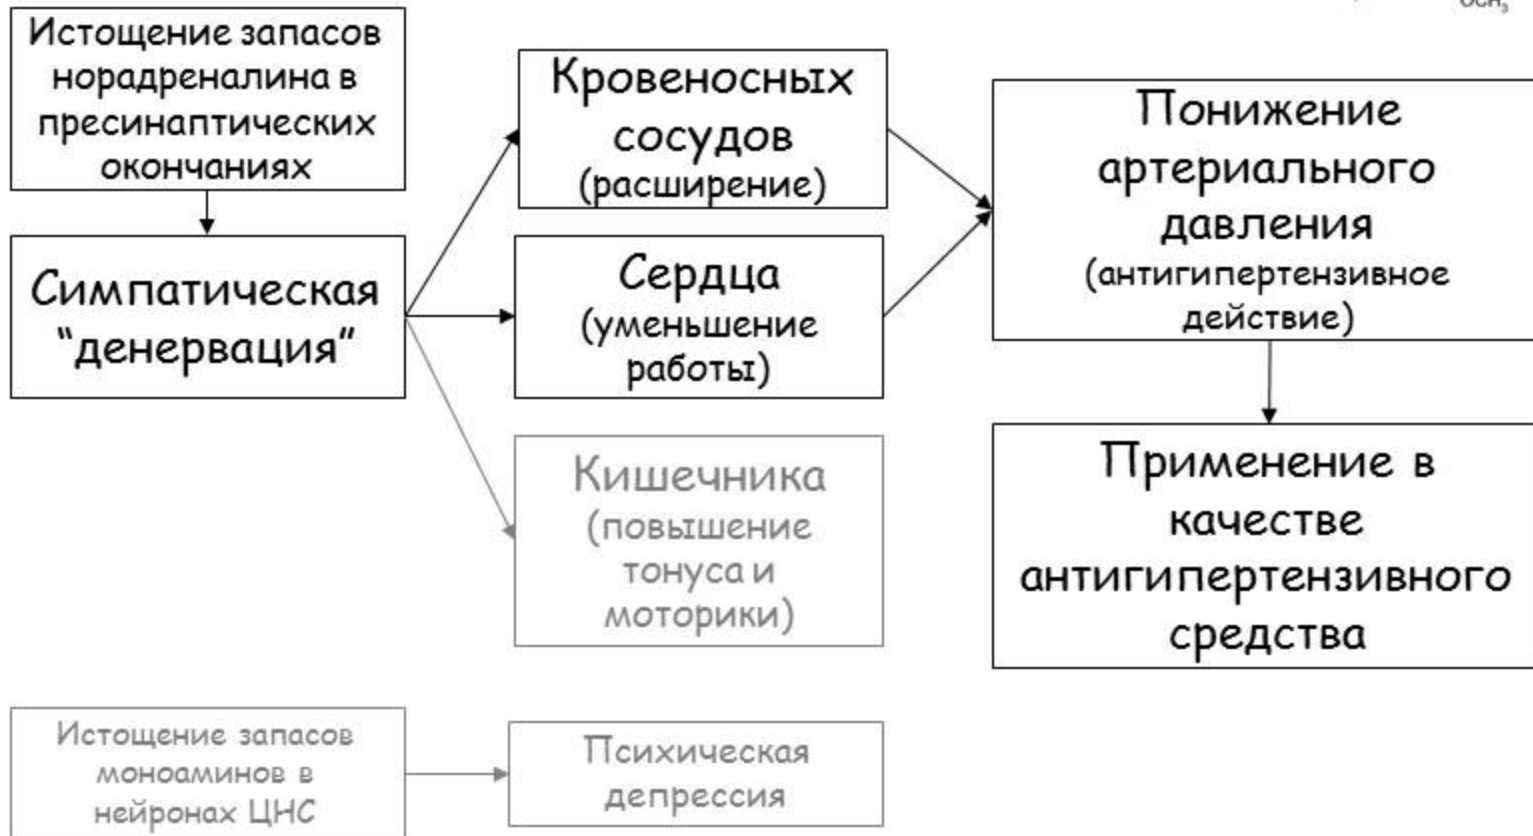 OCH₃
Истощение запасов
норадреналина в
пресинаптических
окончаниях
Симпатическая
"денервация"
Кровеносных
сосудов
(расширение)
Сердца
(уменьшение
работы)
Кишечника
(повышение
тонуса и
моторики)
Понижение
артериального
давления
(антигипертензивное
действие)
Применение в
качестве
антигипертензивного
средства
Истощение запасов
моноаминов в
нейронах ЦНС
Психическая
депрессия